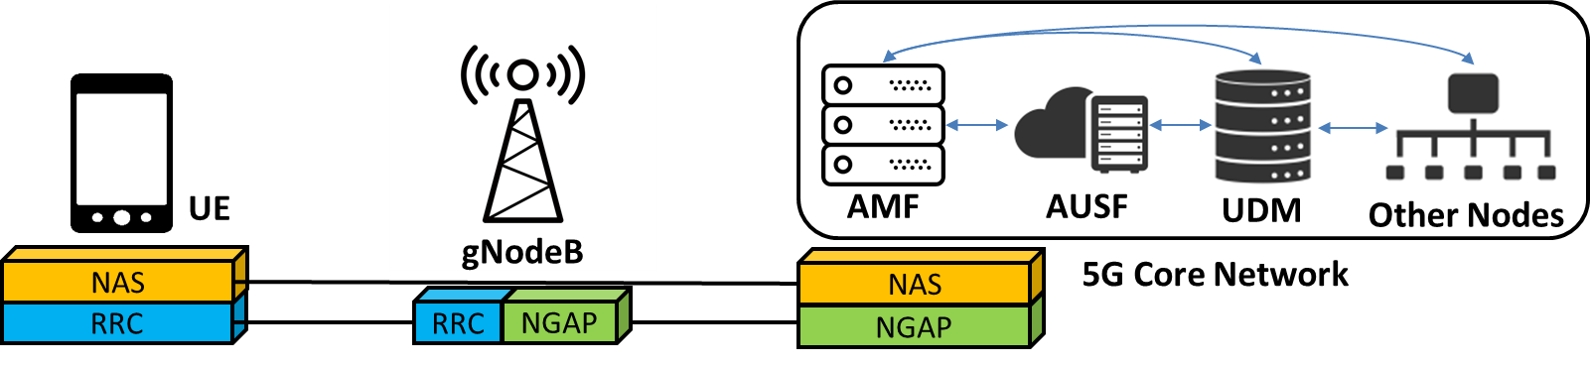 UE
gNodeB
AMF
AUSF
UDM
Other Nodes
5G Core Network
NAS
RRC
RRC
NGAP
NAS
NGAP